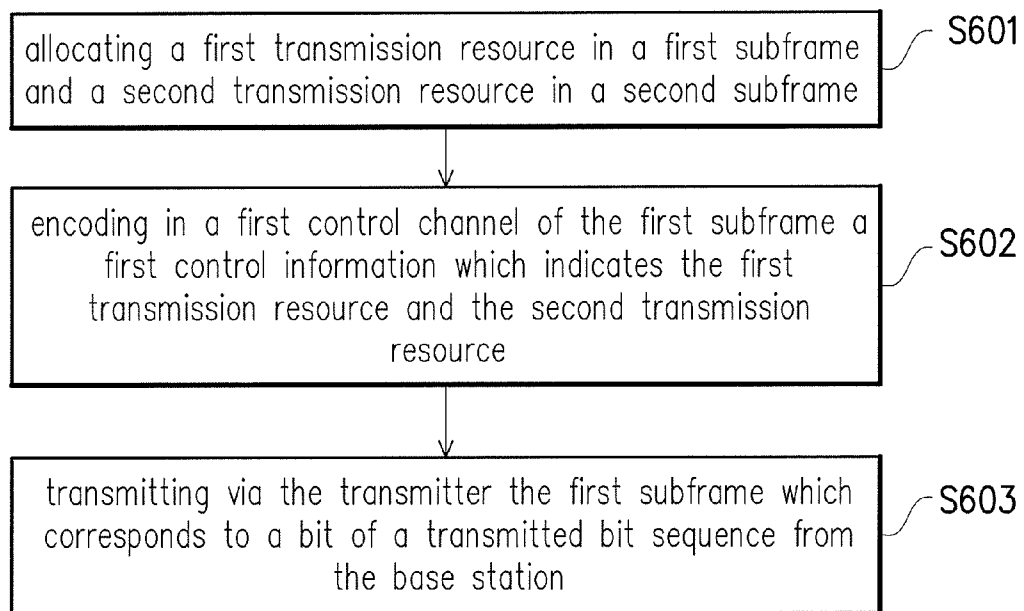 allocating a first transmission resource in a first subframe
and a second transmission resource in a second subframe
S601
encoding in a first control channel of the first subframe a
first control information which indicates the first
transmission resource and the second transmission
resource
S602
transmitting via the transmitter the first subframe which
corresponds to a bit of a transmitted bit sequence from
the base station
S603